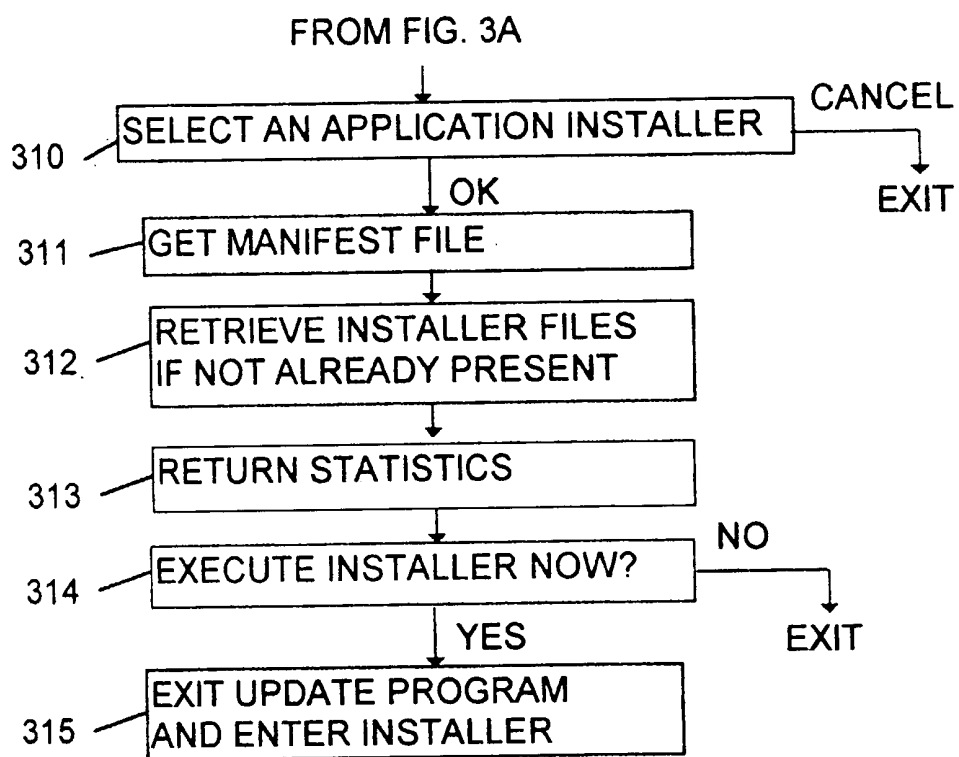 FROM FIG. 3A
CANCEL
310 SELECT AN APPLICATION INSTALLER
OK
EXIT
311 GET MANIFEST FILE
312 RETRIEVE INSTALLER FILES
IF NOT ALREADY PRESENT
313 RETURN STATISTICS
NO
314 EXECUTE INSTALLER NOW?
YES
EXIT
315 EXIT UPDATE PROGRAM
AND ENTER INSTALLER